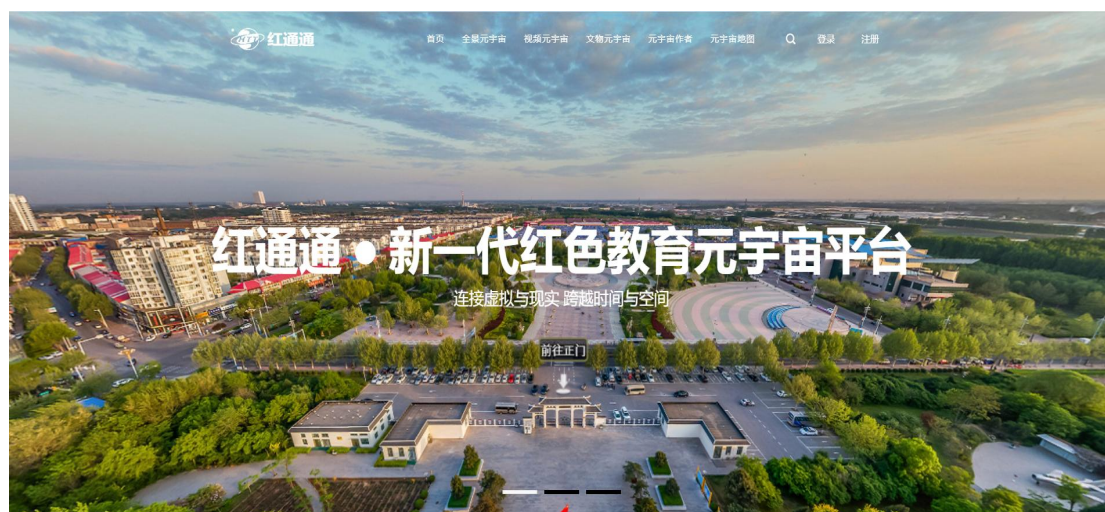 红通通
首页 全景元宇宙 视频元宇宙 文物元宇宙 元宇宙作者 元宇宙地图 登录 注册
红通通●新一代红色教育元宇宙平台
连接虚拟与现实 跨越时间与空间
前往正门